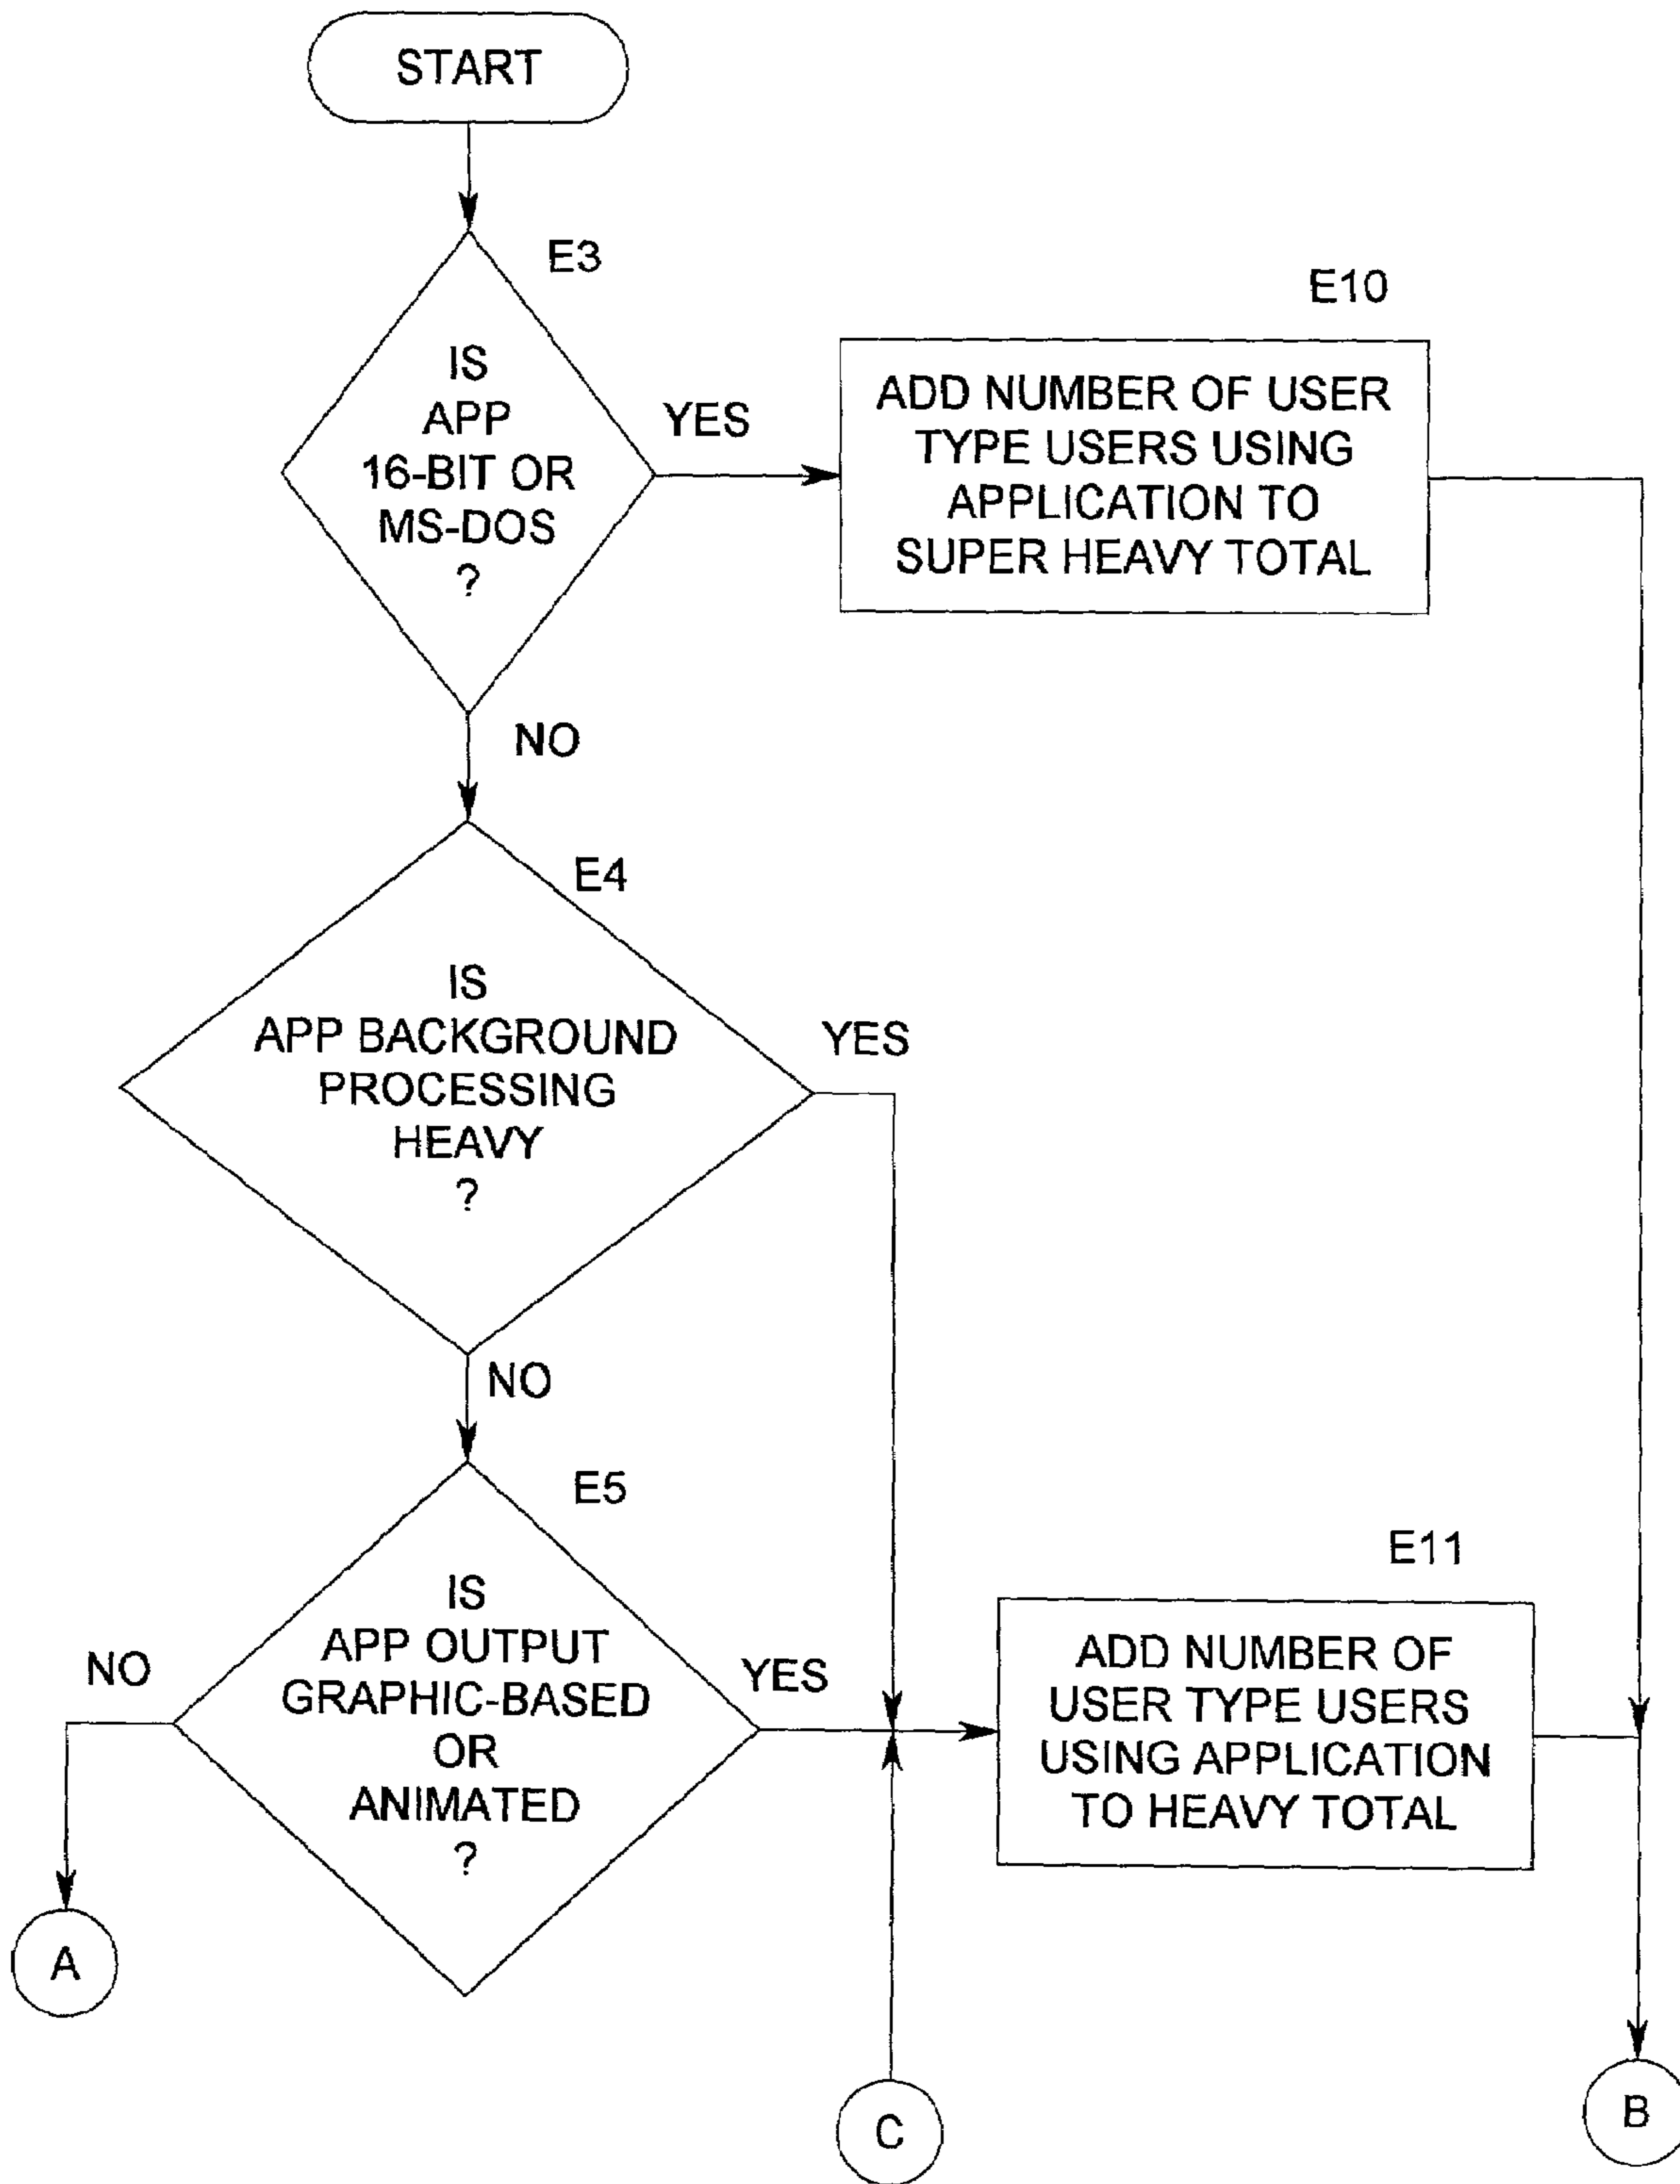 START
E3
IS
APP
16-BIT OR
MS-DOS
?
YES
E10
ADD NUMBER OF USER
TYPE USERS USING
APPLICATION TO
SUPER HEAVY TOTAL
NO
E4
IS
APP BACKGROUND
PROCESSING
HEAVY
?
YES
NO
E5
IS
APP OUTPUT
GRAPHIC-BASED
OR
ANIMATED
?
NO
YES
E11
ADD NUMBER OF
USER TYPE USERS
USING APPLICATION
TO HEAVY TOTAL
A
C
B